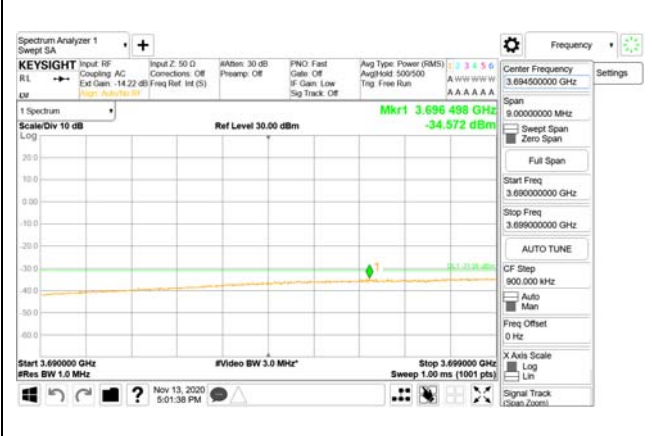 Spectrum Analyzer 1
Swept SA
Frequency
KEYSIGHT
Input: RF
Input Z: 50 Ω
#Atten: 30 dB
PNO: Fast
Avg Type: Power (RMS)
1 2 3 4 5 6
RL
Coupling: AC
Corrections: Off
Preamp: Off
Gate: Off
Avg|Hold: 500/500
A W W W W W
Ext Gain: -14.22 dB
Freq Ref: Int (S)
IF Gain: Low
Trig: Free Run
A A A A A A
Align: Auto/No RF
Sig Track: Off
1 Spectrum
Mkr1 3.696 498 GHz
Scale/Div 10 dB
Ref Level 30.00 dBm
-34.572 dBm
Log
20.0
10.0
0.00
-10.0
-20.0
-30.0
-40.0
-50.0
-60.0
1
Start 3.690000 GHz
#Video BW 3.0 MHz*
Stop 3.699000 GHz
#Res BW 1.0 MHz
Sweep 1.00 ms (1001 pts)
Nov 13, 2020
5:01:38 PM
?
Center Frequency
3.694500000 GHz
Settings
Span
9.00000000 MHz
Swept Span
Zero Span
Full Span
Start Freq
3.690000000 GHz
Stop Freq
3.699000000 GHz
AUTO TUNE
CF Step
900.000 kHz
Auto
Man
Freq Offset
0 Hz
X Axis Scale
Log
Lin
Signal Track
(Span Zoom)